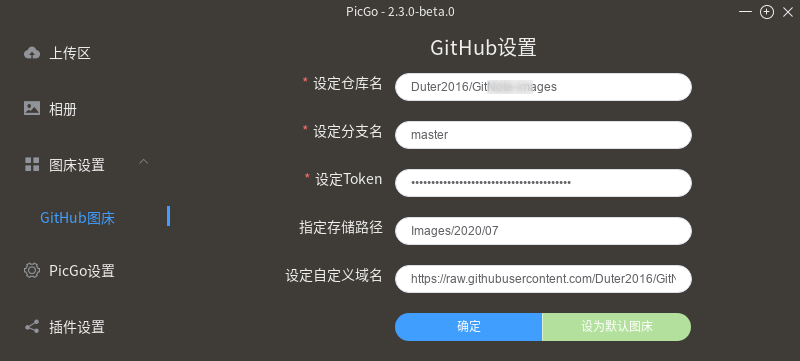 PicGo - 2.3.0-beta.0
上传区
相册
图床设置
GitHub图床
PicGo设置
插件设置
GitHub设置
* 设定仓库名
Duter2016/Git ages
* 设定分支名
master
* 设定Token
••••••••••••••••••••••••••••••••••••••••
指定存储路径
Images/2020/07
设定自定义域名
https://raw.githubusercontent.com/Duter2016/Git
确定
设为默认图床